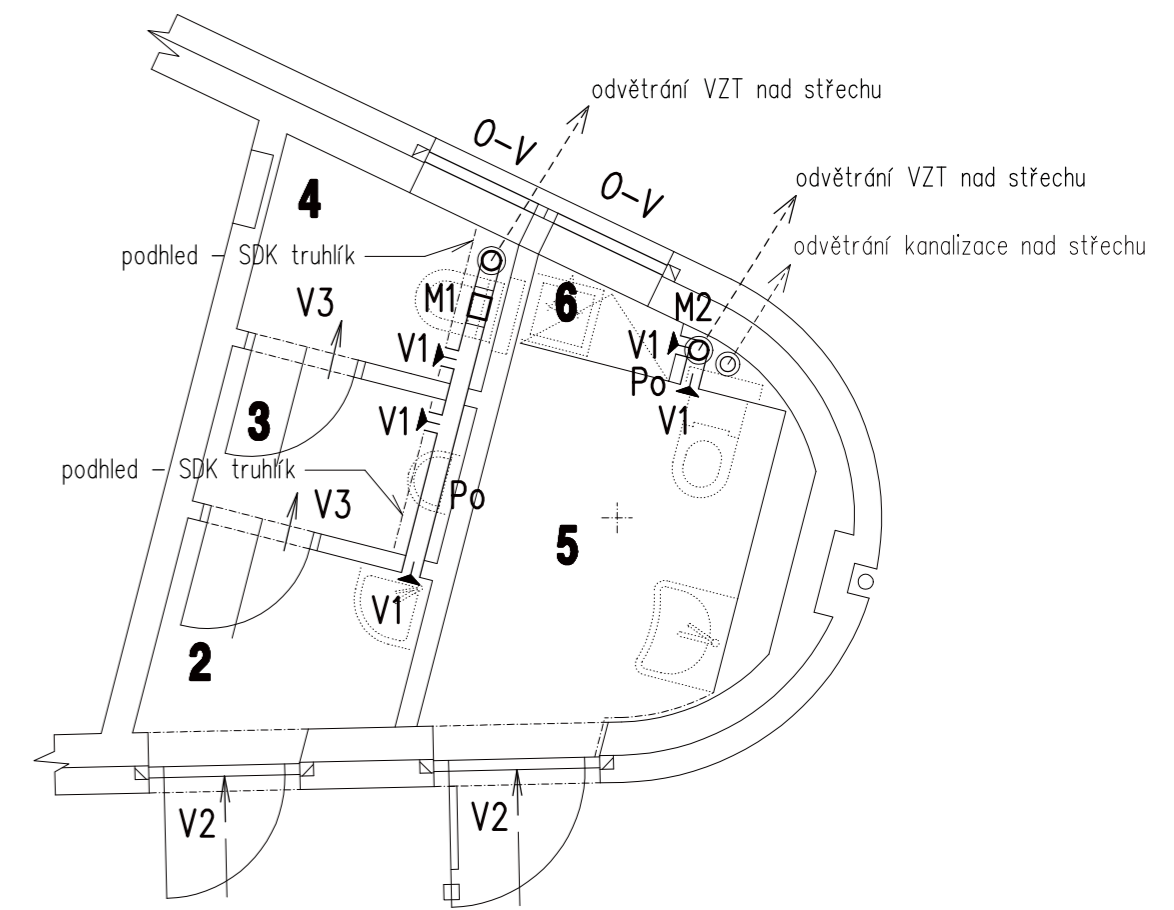 odvětrání VZT nad střechu
O-V
odvětrání VZT nad střechu
O-V
4
odvětrání kanalizace nad střechu
podhled - SDK truhlík
M1
6
M2
V3
V1
V1
Po
3
V1
V1
podhled - SDK truhlík
Po
V3
5
V1
2
V2
V2